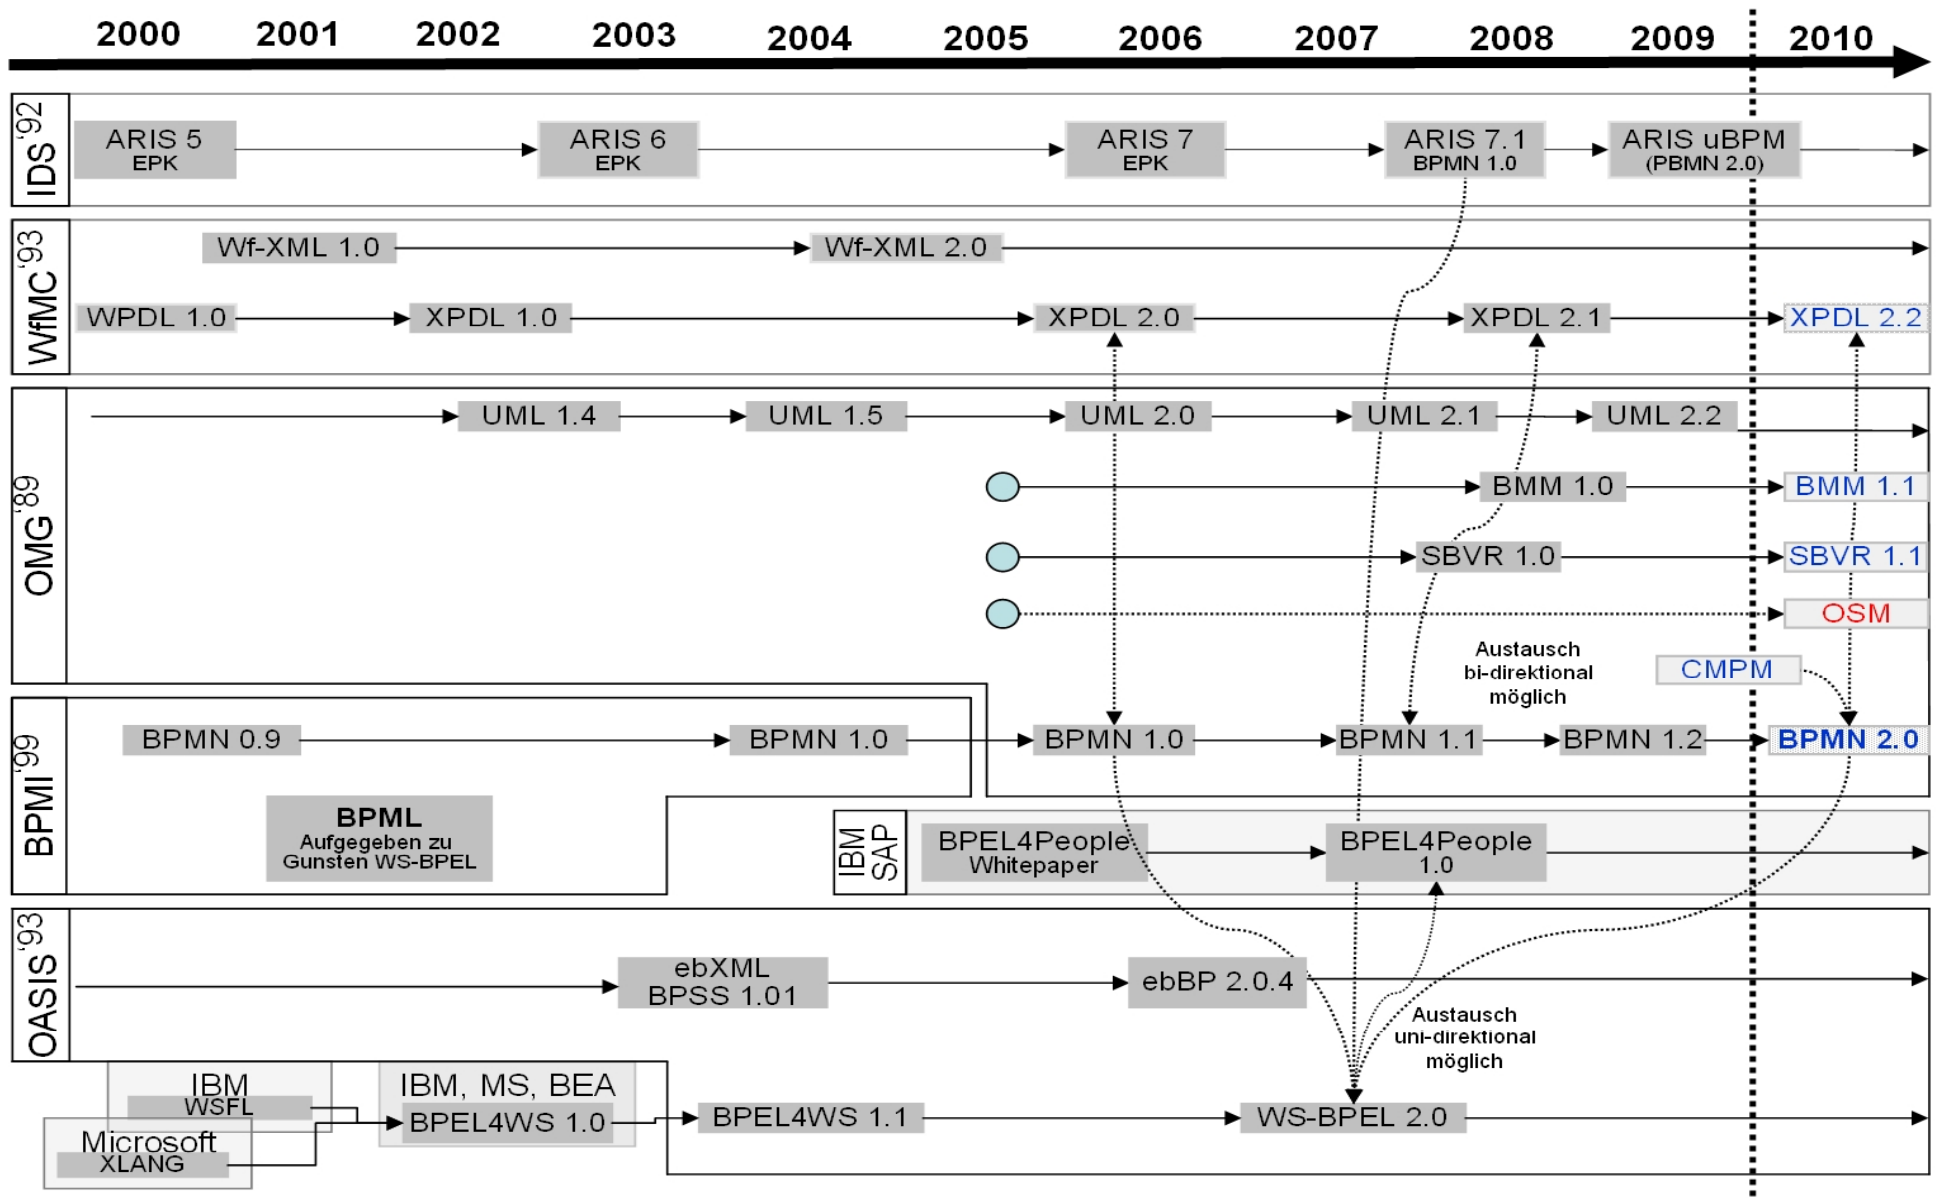 2000 2001 2002 2003 2004 2005 2006 2007 2008 2009 2010
IDS '92
ARIS 5
EPK
ARIS 6
EPK
ARIS 7
EPK
ARIS 7.1
BPMN 1.0
ARIS uBPM
(PBMN 2.0)
WfMC '93
Wf-XML 1.0
Wf-XML 2.0
WPDL 1.0
XPDL 1.0
XPDL 2.0
XPDL 2.1
XPDL 2.2
OMG '89
UML 1.4
UML 1.5
UML 2.0
UML 2.1
UML 2.2
BMM 1.0
BMM 1.1
SBVR 1.0
SBVR 1.1
OSM
Austausch
bi-direktional
möglich
CMPM
BPMI '99
BPMN 0.9
BPMN 1.0
BPMN 1.0
BPMN 1.1
BPMN 1.2
BPMN 2.0
BPML
Aufgegeben zu
Gunsten WS-BPEL
IBM
SAP
BPEL4People
Whitepaper
BPEL4People
1.0
OASIS '93
ebXML
BPSS 1.01
ebBP 2.0.4
Austausch
uni-direktional
möglich
IBM
WSFL
Microsoft
XLANG
IBM, MS, BEA
BPEL4WS 1.0
BPEL4WS 1.1
WS-BPEL 2.0